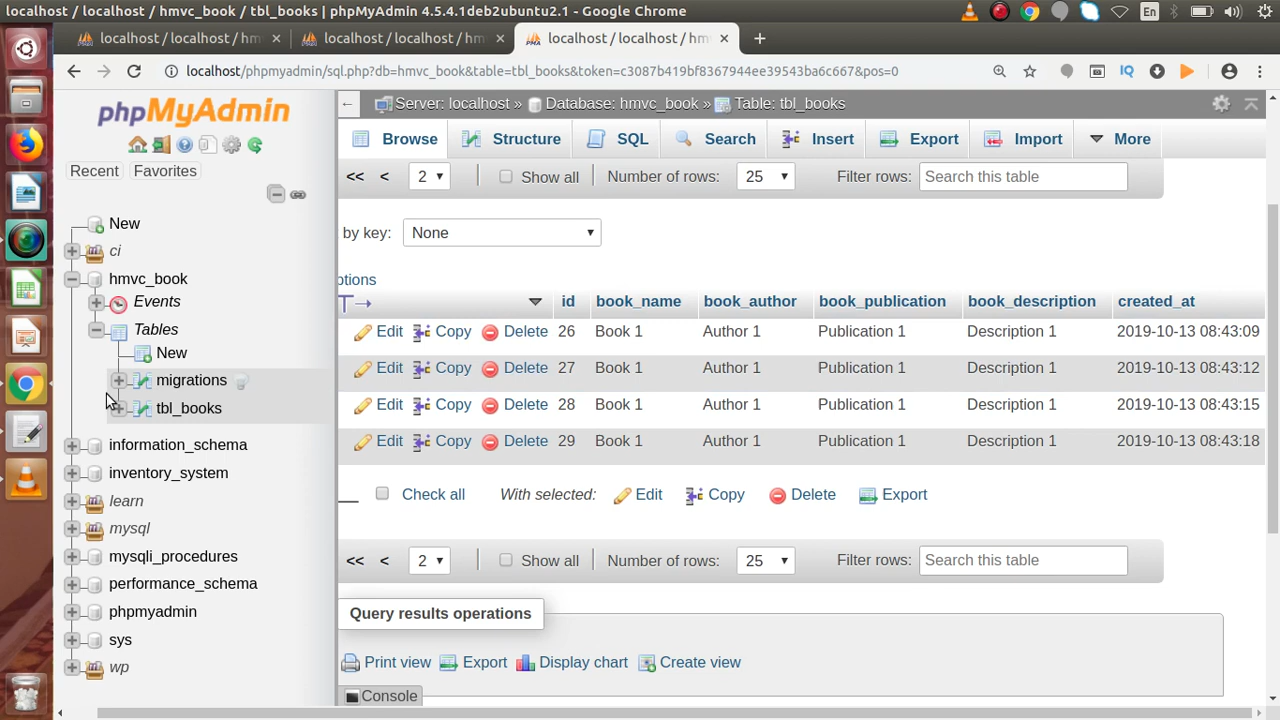 localhost / localhost / hmvc_book / tbl_books | phpMyAdmin 4.5.4.1deb2ubuntu2.1 - Google Chrome
En
localhost / localhost / hm
localhost / localhost / hm
localhost / localhost / hm
localhost/phpmyadmin/sql.php?db=hmvc_book&table=tbl_books&token=c3087b419bf8367944ee39543ba6c667&pos=0
IQ
phpMyAdmin
Recent Favorites
New
ci
hmvc_book
Events
Tables
New
migrations
tbl_books
information_schema
inventory_system
learn
mysql
mysqli_procedures
performance_schema
phpmyadmin
sys
wp
Server: localhost » Database: hmvc_book » Table: tbl_books
Browse Structure SQL Search Insert Export Import More
<< < 2 Show all Number of rows: 25 Filter rows: Search this table
by key: None
ptions
id book_name book_author book_publication book_description created_at
Edit Copy Delete 26 Book 1 Author 1 Publication 1 Description 1 2019-10-13 08:43:09
Edit Copy Delete 27 Book 1 Author 1 Publication 1 Description 1 2019-10-13 08:43:12
Edit Copy Delete 28 Book 1 Author 1 Publication 1 Description 1 2019-10-13 08:43:15
Edit Copy Delete 29 Book 1 Author 1 Publication 1 Description 1 2019-10-13 08:43:18
Check all With selected: Edit Copy Delete Export
<< < 2 Show all Number of rows: 25 Filter rows: Search this table
Query results operations
Print view Export Display chart Create view
Console